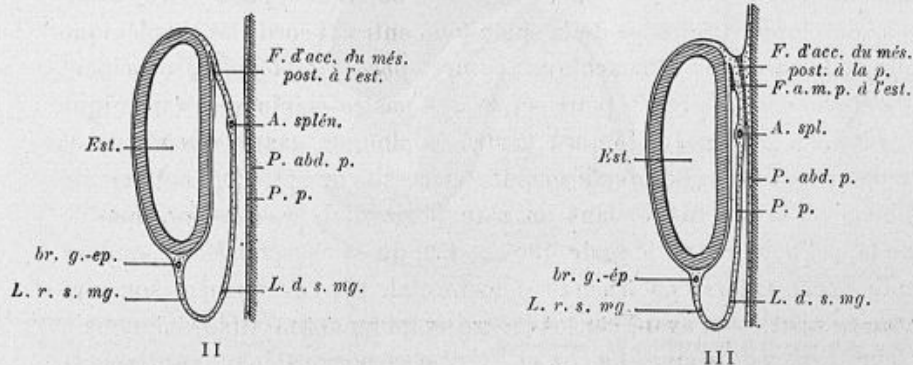 F. d'acc. du més.
post. à l'est.
A. splén.
Est.
P. abd. p.
P. p.
br. g.-ep.
L. r. s. mg.
L. d. s. mg.
II
F. d'acc. du més.
post. à la p.
F. a. m. p. à l'est.
A. spl.
Est.
P. abd. p.
P. p.
br. g.-ép
L. r. s. mg
L. d. s. mg.
III